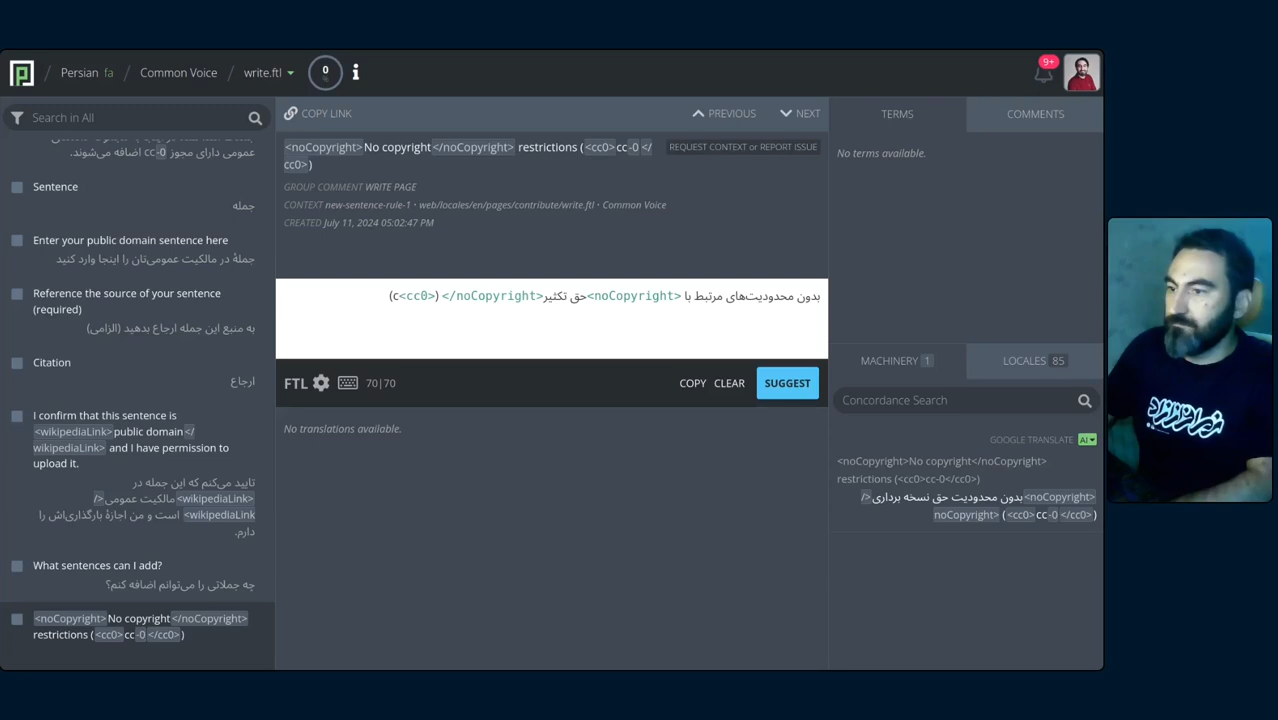 Persian fa / Common Voice / write.ftl
0
9+
Search in All
COPY LINK
PREVIOUS
NEXT
TERMS
COMMENTS
عمومی دارای مجوز cc-0 اضافه می‌شوند.
Sentence
جمله
Enter your public domain sentence here
جملهٔ در مالکیت عمومی‌تان را اینجا وارد کنید
Reference the source of your sentence
(required)
به منبع این جمله ارجاع بدهید (الزامی)
Citation
ارجاع
I confirm that this sentence is
<wikipediaLink>public domain</
wikipediaLink> and I have permission to
upload it.
تایید می‌کنم که این جمله در
<wikipediaLink>مالکیت عمومی</
wikipediaLink> است و من اجازهٔ بارگذاری‌اش را
دارم.
What sentences can I add?
چه جملاتی را می‌توانم اضافه کنم؟
<noCopyright>No copyright</noCopyright>
restrictions (<cc0>cc-0</cc0>)
<noCopyright>No copyright</noCopyright> restrictions (<cc0>cc-0</
cc0>)
REQUEST CONTEXT or REPORT ISSUE
GROUP COMMENT WRITE PAGE
CONTEXT new-sentence-rule-1 • web/locales/en/pages/contribute/write.ftl • Common Voice
CREATED July 11, 2024 05:02:47 PM
بدون محدودیت‌های مرتبط با <noCopyright>حق تکثیر</noCopyright> (<cc0>c)
FTL
70|70
COPY
CLEAR
SUGGEST
No translations available.
No terms available.
MACHINERY 1
LOCALES 85
Concordance Search
GOOGLE TRANSLATE AI
<noCopyright>No copyright</noCopyright>
restrictions (<cc0>cc-0</cc0>)
<noCopyright>بدون محدودیت حق نسخه برداری</
noCopyright> (<cc0>cc-0</cc0>)